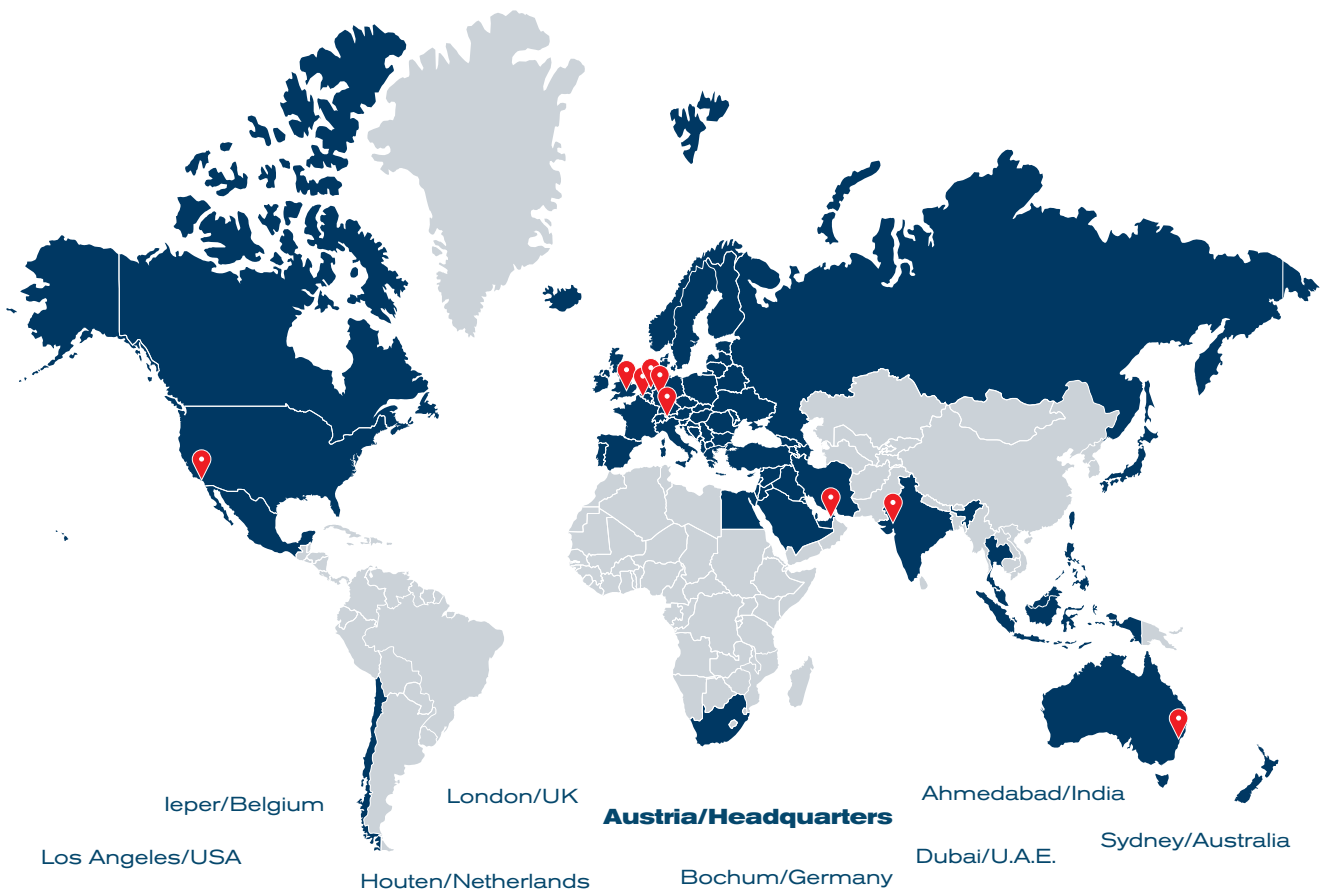 Ahmedabad/India
London/UK
Ieper/Belgium
Austria/Headquarters
Sydney/Australia
Los Angeles/USA
Dubai/U.A.E.
Bochum/Germany
Houten/Netherlands